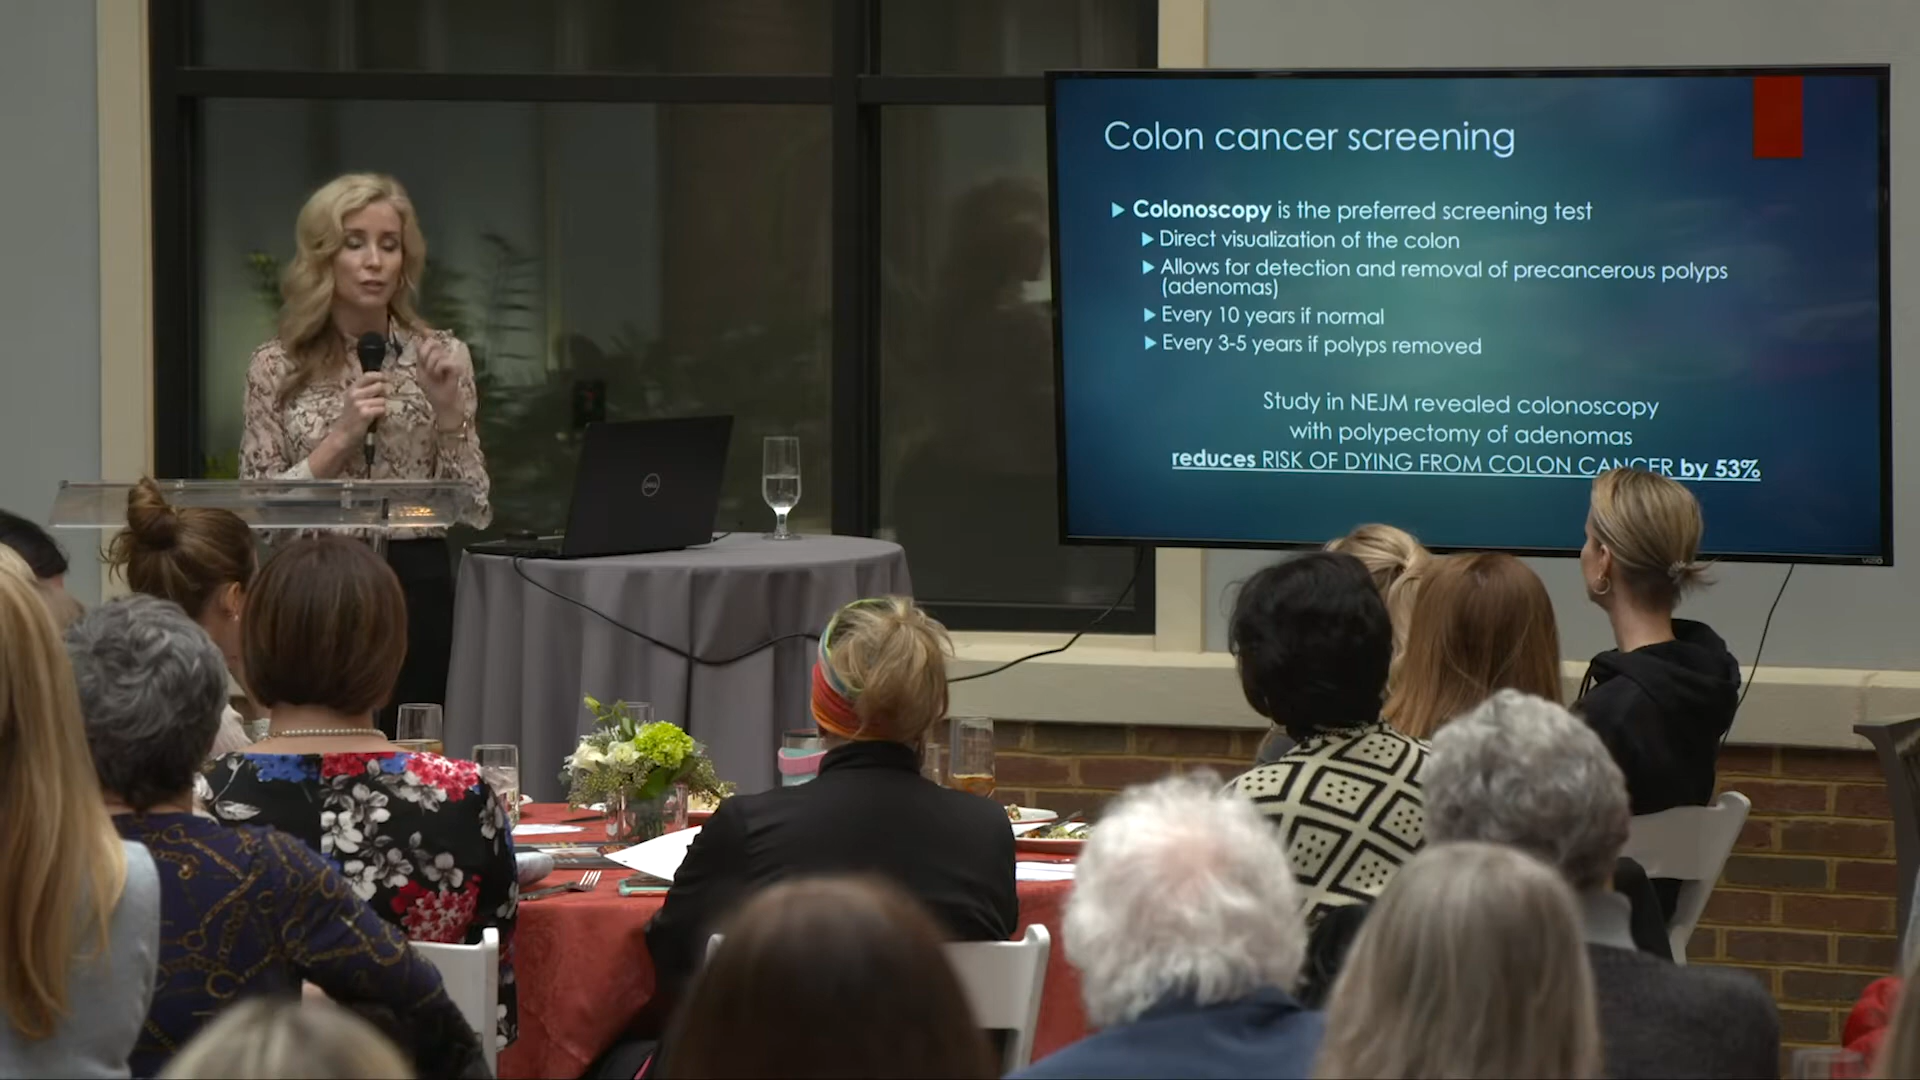 Colon cancer screening
Colonoscopy is the preferred screening test
Direct visualization of the colon
Allows for detection and removal of precancerous polyps
(adenomas)
Every 10 years if normal
Every 3-5 years if polyps removed
Study in NEJM revealed colonoscopy
with polypectomy of adenomas
reduces RISK OF DYING FROM COLON CANCER by 53%
DELL
VIZIO